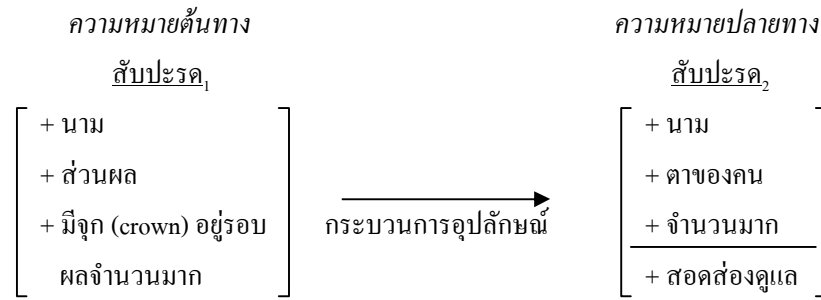 ความหมายต้นทาง ความหมายปลายทาง
สับปะรด₁ สับปะรด₂
+ นาม + นาม
+ ส่วนผล + ตาของคน
+ มีจุก (crown) อยู่รอบ กระบวนการอุปลักษณ์ + จำนวนมาก
ผลจำนวนมาก + สอดส่องดูแล